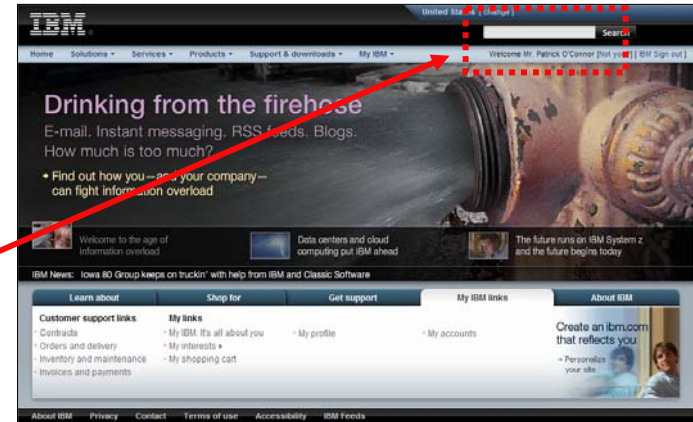 IBM
United States [ change ]
Search
Home Solutions Services Products Support & downloads My IBM Welcome Mr. Patrick O'Connor [Not you?] [ IBM Sign out ]
Drinking from the firehose
E-mail. Instant messaging. RSS feeds. Blogs.
How much is too much?
Find out how you—and your company—
can fight information overload
Welcome to the age of
information overload
Data centers and cloud
computing put IBM ahead
The future runs on IBM System z
and the future begins today
IBM News: Iowa 80 Group keeps on truckin' with help from IBM and Classic Software
Learn about Shop for Get support My IBM links About IBM
Customer support links
Contracts
Orders and delivery
Inventory and maintenance
Invoices and payments
My links
My IBM: It's all about you
My interests
My shopping cart
My profile
My accounts
Create an ibm.com
that reflects you
Personalize
your site
About IBM Privacy Contact Terms of use Accessibility IBM Feeds